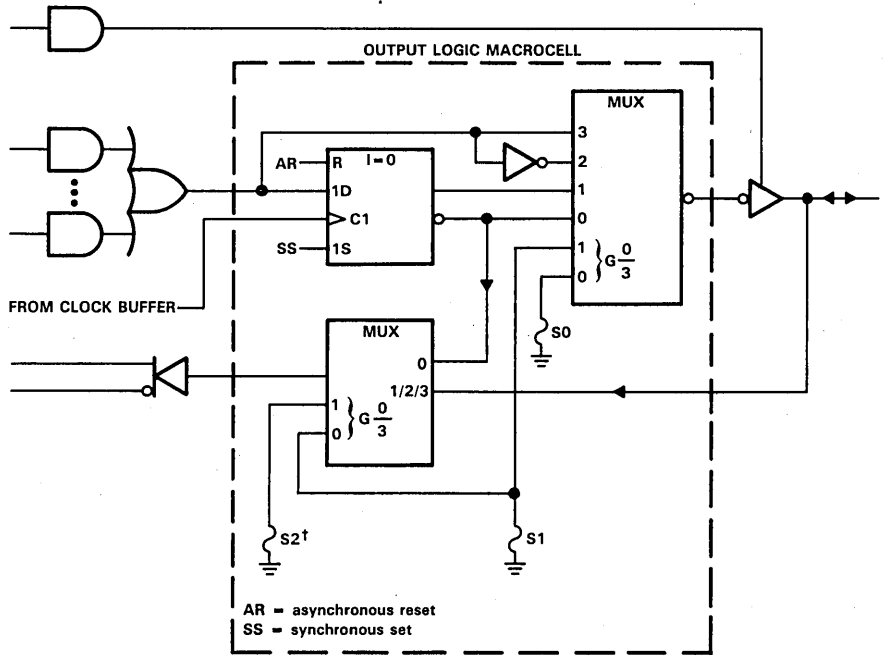 OUTPUT LOGIC MACROCELL
MUX
3
2
1
0
1
0
G 0/3
AR
R
I=0
1D
C1
SS
1S
FROM CLOCK BUFFER
S0
MUX
0
1/2/3
1
0
G 0/3
S2†
S1
AR = asynchronous reset
SS = synchronous set